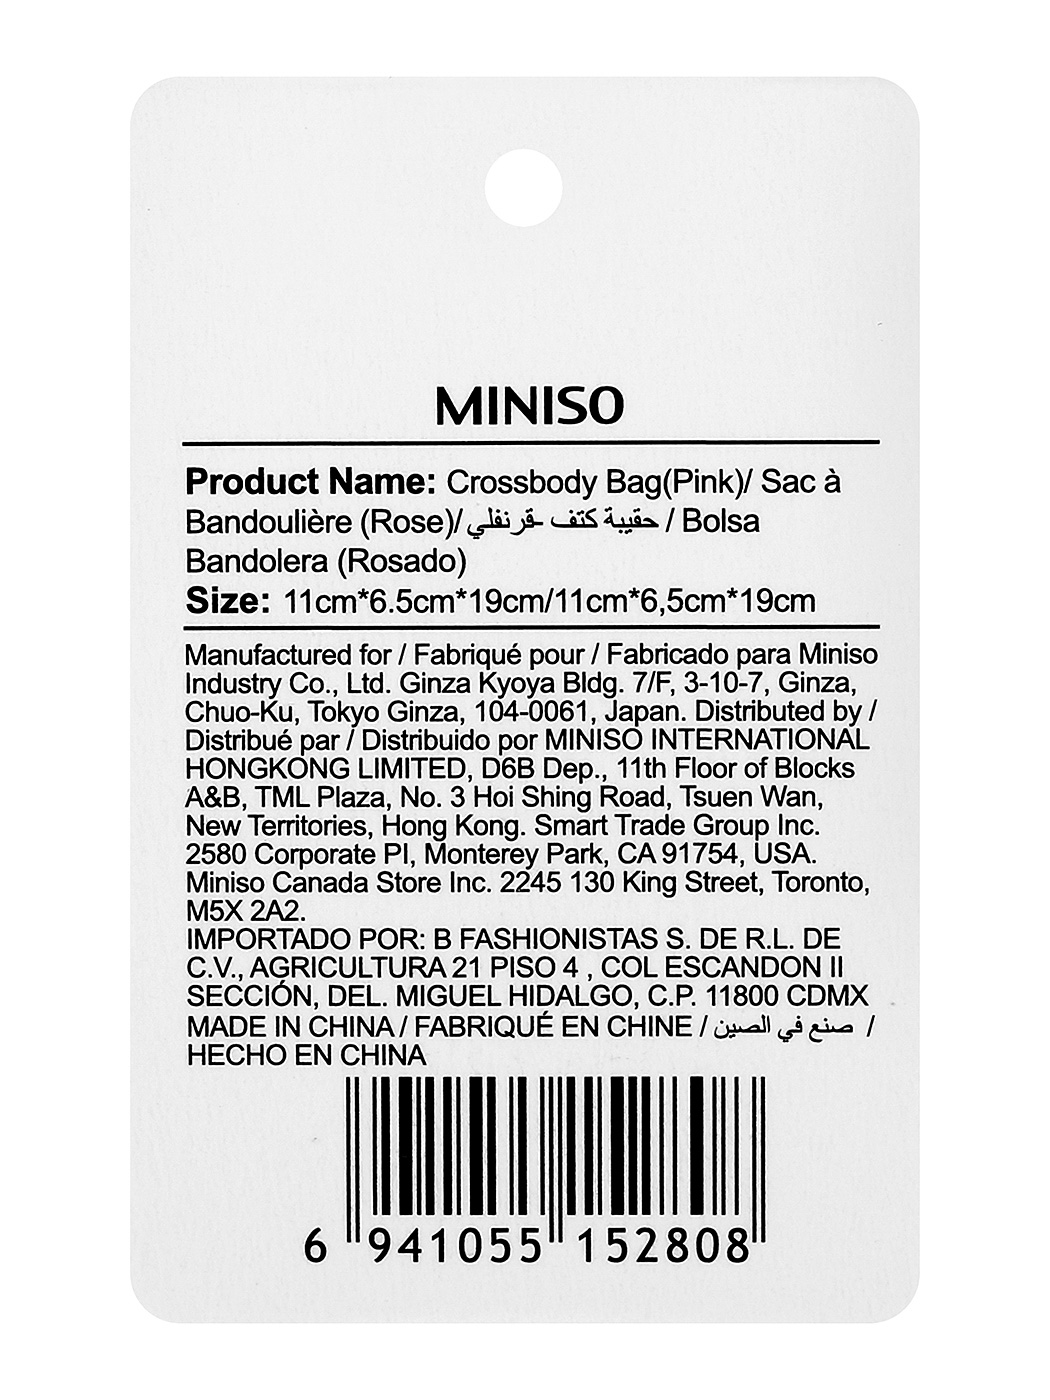 MINISO
Product Name: Crossbody Bag(Pink)/ Sac à
Bandoulière (Rose)/ حقيبة كتف -قرنفلي / Bolsa
Bandolera (Rosado)
Size: 11cm*6.5cm*19cm/11cm*6,5cm*19cm
Manufactured for / Fabriqué pour / Fabricado para Miniso
Industry Co., Ltd. Ginza Kyoya Bldg. 7/F, 3-10-7, Ginza,
Chuo-Ku, Tokyo Ginza, 104-0061, Japan. Distributed by /
Distribué par / Distribuido por MINISO INTERNATIONAL
HONGKONG LIMITED, D6B Dep., 11th Floor of Blocks
A&B, TML Plaza, No. 3 Hoi Shing Road, Tsuen Wan,
New Territories, Hong Kong. Smart Trade Group Inc.
2580 Corporate Pl, Monterey Park, CA 91754, USA.
Miniso Canada Store Inc. 2245 130 King Street, Toronto,
M5X 2A2.
IMPORTADO POR: B FASHIONISTAS S. DE R.L. DE
C.V., AGRICULTURA 21 PISO 4 , COL ESCANDON II
SECCIÓN, DEL. MIGUEL HIDALGO, C.P. 11800 CDMX
MADE IN CHINA / FABRIQUÉ EN CHINE / صنع في الصين /
HECHO EN CHINA
6 941055 152808